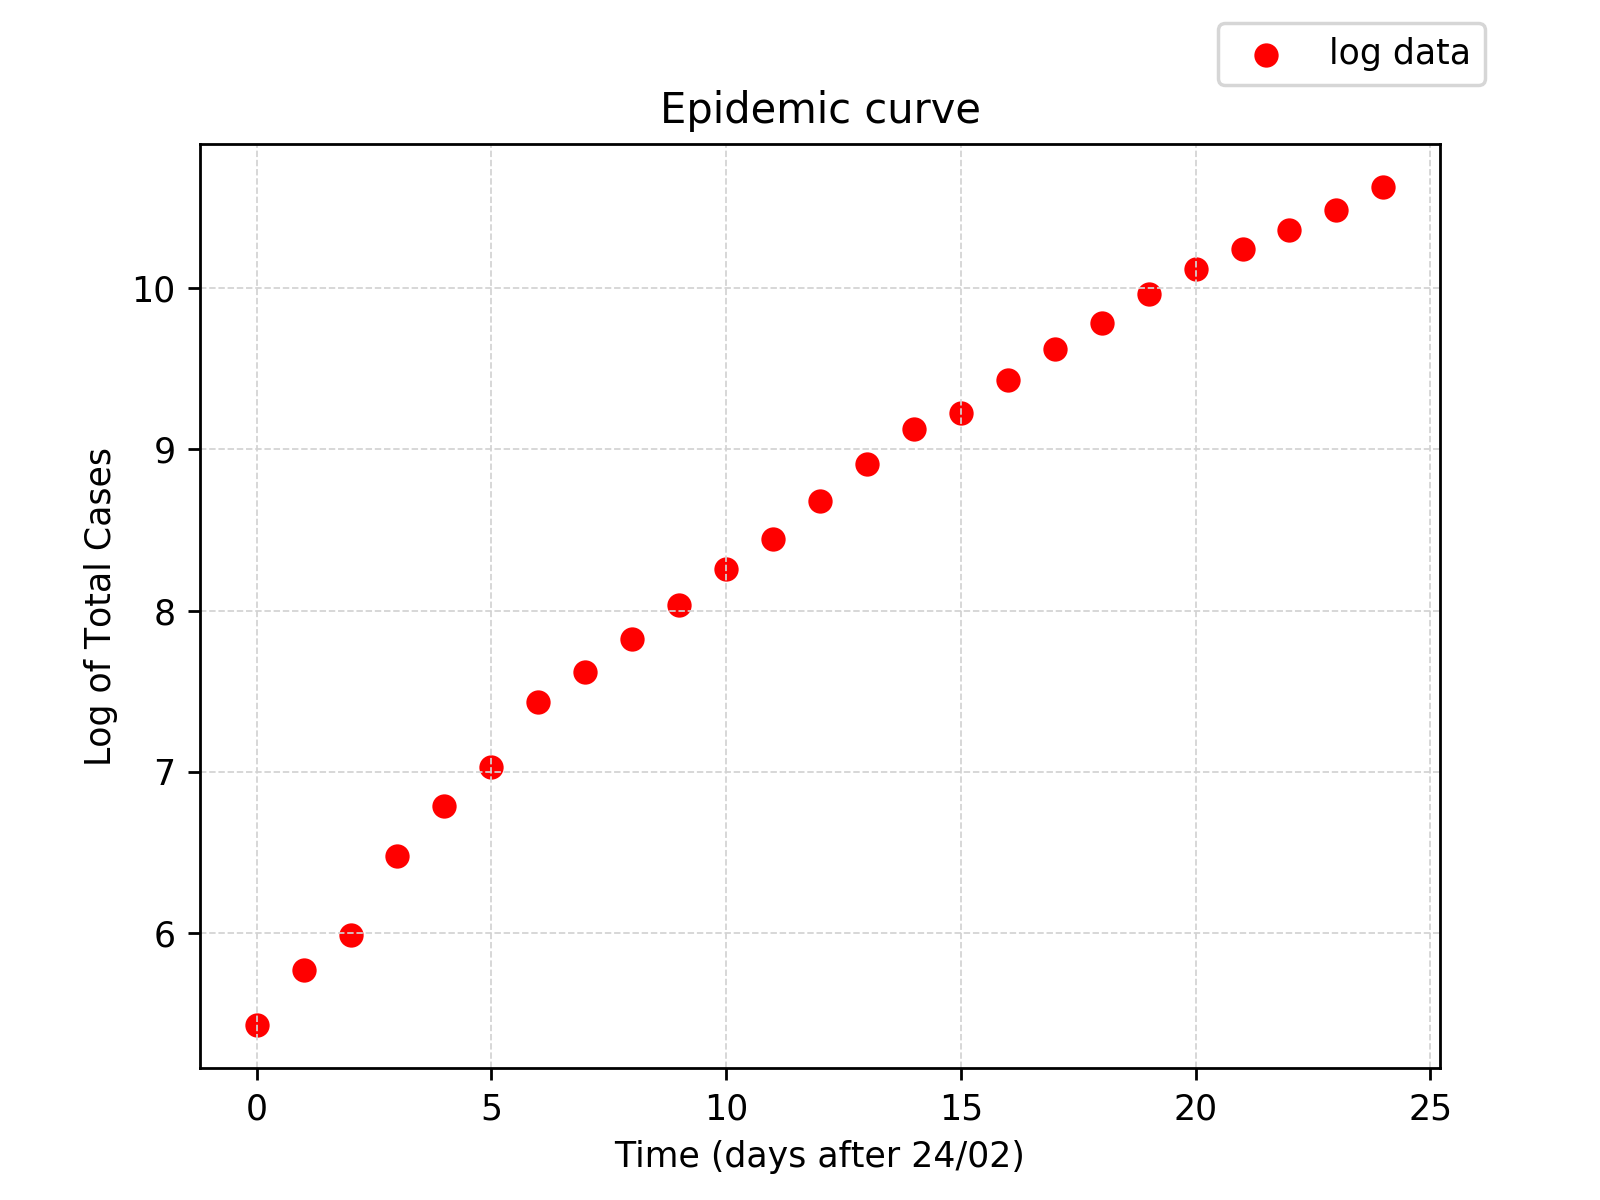 log data
Epidemic curve
Log of Total Cases
10
9
8
7
6
0 5 10 15 20 25
Time (days after 24/02)